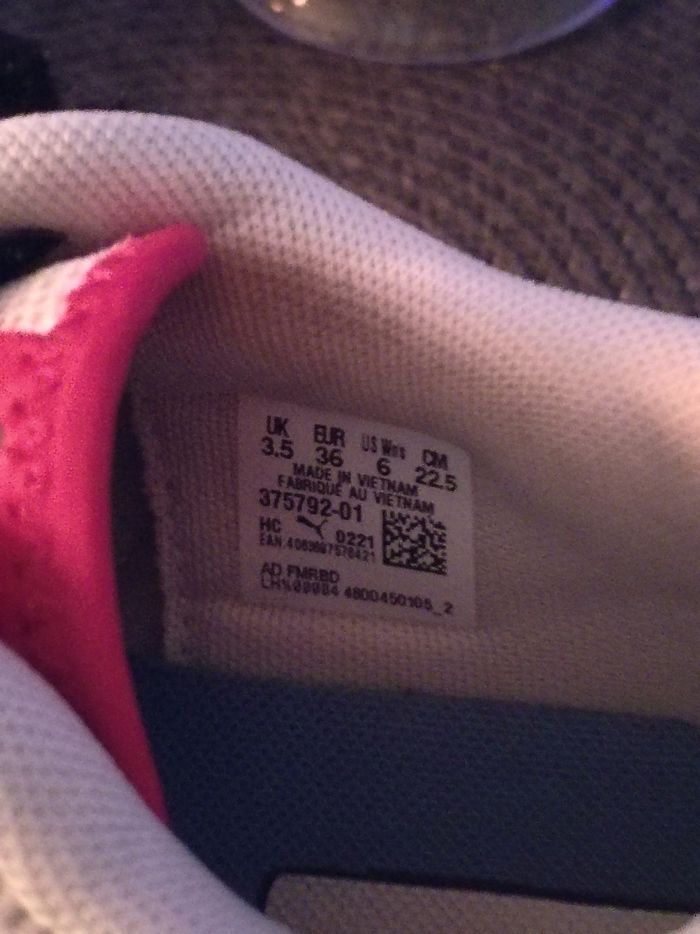 UK EUR US Wns CM
3.5 36 6 22.5
MADE IN VIETNAM
FABRIQUE AU VIETNAM
375792-01
HC 0221
AD FMRBD
4800450105_2